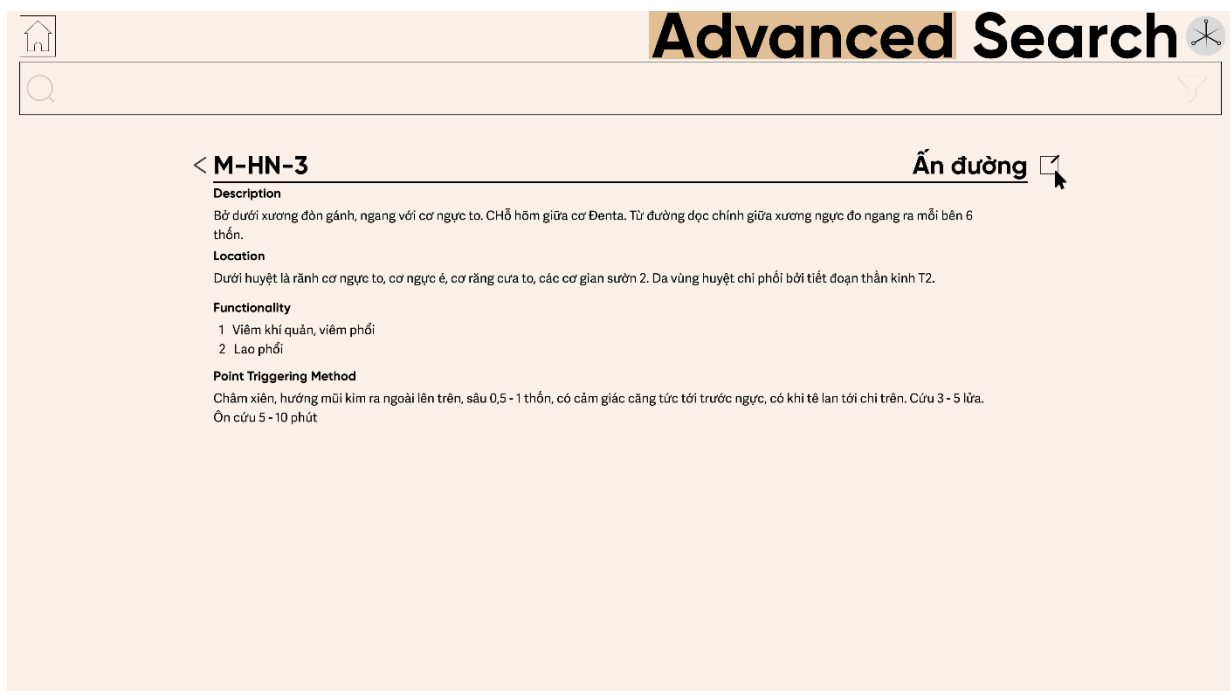 Advanced Search
< M-HN-3 Ấn đường
Description
Bở dưới xương đòn gánh, ngang với cơ ngực to. CHỗ hõm giữa cơ Đenta. Từ đường dọc chính giữa xương ngực đo ngang ra mỗi bên 6
thốn.
Location
Dưới huyệt là rãnh cơ ngực to, cơ ngực é, cơ răng cưa to, các cơ gian sườn 2. Da vùng huyệt chi phối bởi tiết đoạn thần kinh T2.
Functionality
1 Viêm khí quản, viêm phổi
2 Lao phổi
Point Triggering Method
Châm xiên, hướng mũi kim ra ngoài lên trên, sâu 0,5 - 1 thốn, có cảm giác căng tức tới trước ngực, có khi tê lan tới chi trên. Cứu 3 - 5 lửa.
Ôn cứu 5 - 10 phút